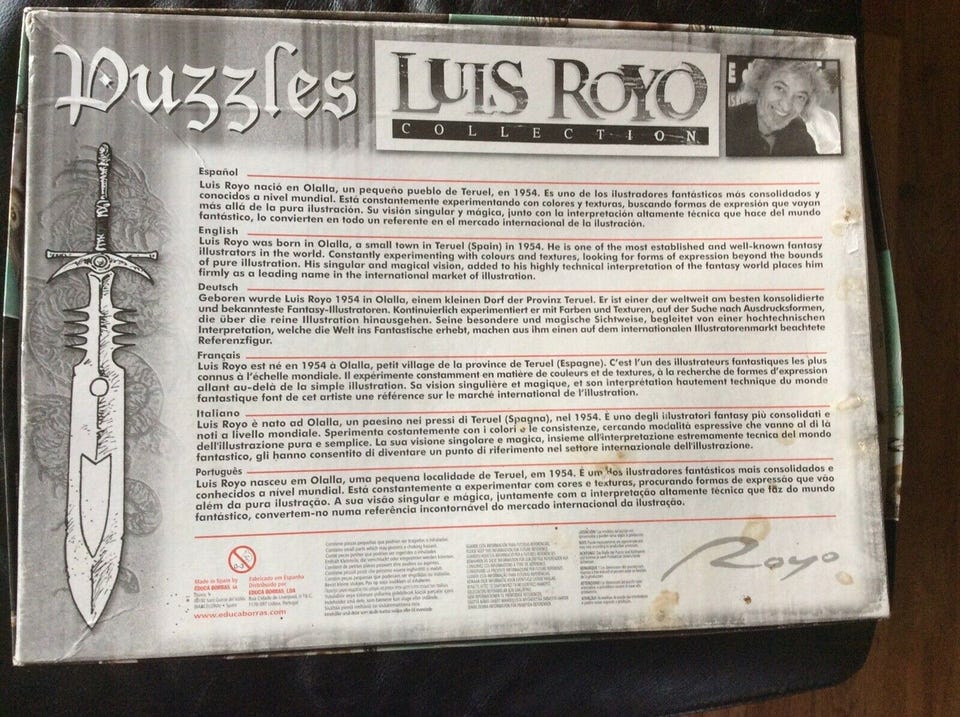 Puzzles
LUIS ROYO
COLLECTION
Español
Luis Royo nació en Olalla, un pequeño pueblo de Teruel, en 1954. Es uno de los ilustradores fantásticos más consolidados y
conocidos a nivel mundial. Está constantemente experimentando con colores y texturas, buscando formas de expresión que vayan
más allá de la pura ilustración. Su visión singular y mágica, junto con la interpretación altamente técnica que hace del mundo
fantástico, lo convierten en todo un referente en el mercado internacional de la ilustración.
English
Luis Royo was born in Olalla, a small town in Teruel (Spain) in 1954. He is one of the most established and well-known fantasy
illustrators in the world. Constantly experimenting with colours and textures, looking for forms of expression beyond the bounds
of pure illustration. His singular and magical vision, added to his highly technical interpretation of the fantasy world places him
firmly as a leading name in the international market of illustration.
Deutsch
Geboren wurde Luis Royo 1954 in Olalla, einem kleinen Dorf der Provinz Teruel. Er ist einer der weltweit am besten konsolidierte
und bekannteste Fantasy-Illustratoren. Kontinuierlich experimentiert er mit Farben und Texturen, auf der Suche nach Ausdrucksformen,
die über die reine Illustration hinausgehen. Seine besondere und magische Sichtweise, begleitet von einer hochtechnischen
Interpretation, welche die Welt ins Fantastische erhebt, machen aus ihm einen auf dem internationalen Illustratorenmarkt beachtete
Referenzfigur.
Français
Luis Royo est né en 1954 à Olalla, petit village de la province de Teruel (Espagne). C'est l'un des illustrateurs fantastiques les plus
connus à l'échelle mondiale. Il expérimente constamment en matière de couleurs et de textures, à la recherche de formes d'expression
allant au-delà de la simple illustration. Sa vision singulière et magique, et son interprétation hautement technique du monde
fantastique font de cet artiste une référence sur le marché international de l'illustration.
Italiano
Luis Royo è nato ad Olalla, un paesino nei pressi di Teruel (Spagna), nel 1954. È uno degli illustratori fantasy più consolidati e
noti a livello mondiale. Sperimenta costantemente con i colori e le consistenze, cercando modalità espressive che vanno al di là
dell'illustrazione pura e semplice. La sua visione singolare e magica, insieme all'interpretazione estremamente tecnica del mondo
fantastico, gli hanno consentito di diventare un punto di riferimento nel settore internazionale dell'illustrazione.
Português
Luis Royo nasceu em Olalla, uma pequena localidade de Teruel, em 1954. É um dos ilustradores fantásticos mais consolidados e
conhecidos a nível mundial. Está constantemente a experimentar com cores e texturas, procurando formas de expressão que vão
além da pura ilustração. A sua visão singular e mágica, juntamente com a interpretação altamente técnica que faz do mundo
fantástico, convertem-no numa referência incontornável do mercado internacional da ilustração.
0-3
Made in Spain by
EDUCA BORRAS, SA
Fabricado em Espanha
Distribuido por
EDUCA BORRAS, LDA
www.educaborras.com
Royo